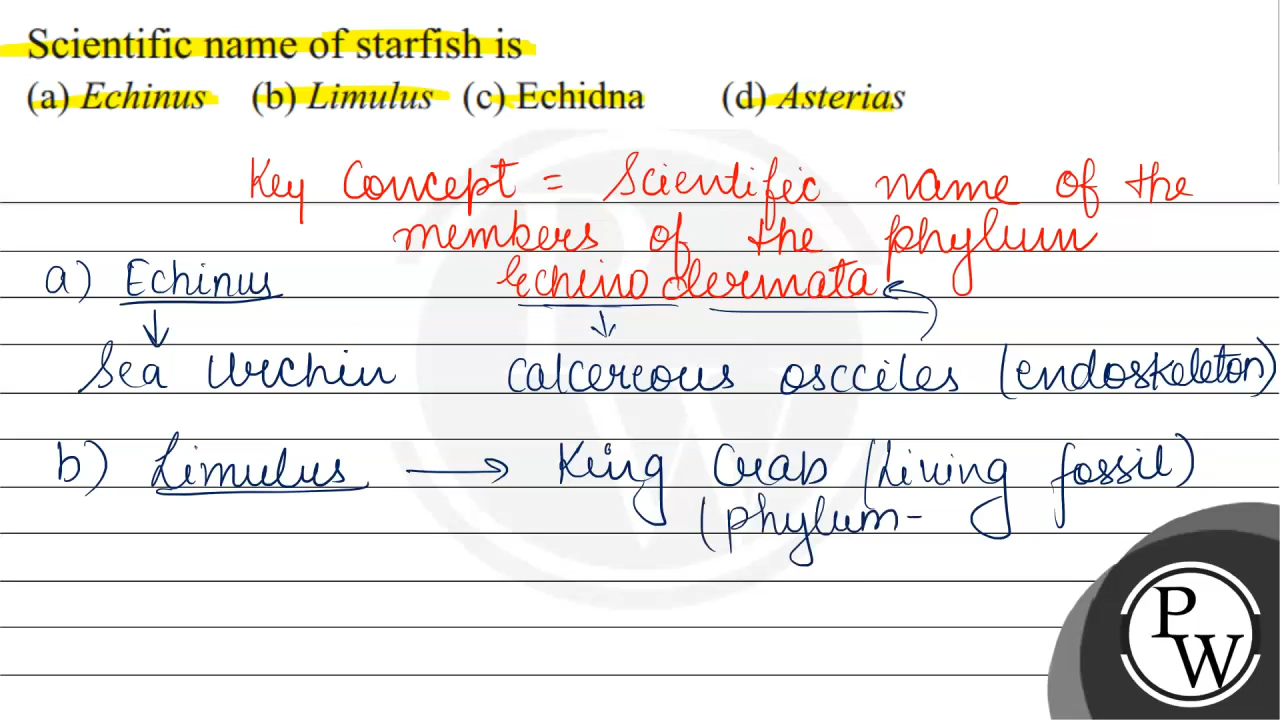 Scientific name of starfish is
(a) Echinus (b) Limulus (c) Echidna (d) Asterias
Key Concept = Scientific name of the
members of the phylum
Echinodermata
a) Echinus
Sea Urchin calcereous osciles (endoskeleton)
b) Limulus → King Crab (Living fossil)
(phylum-
P
W